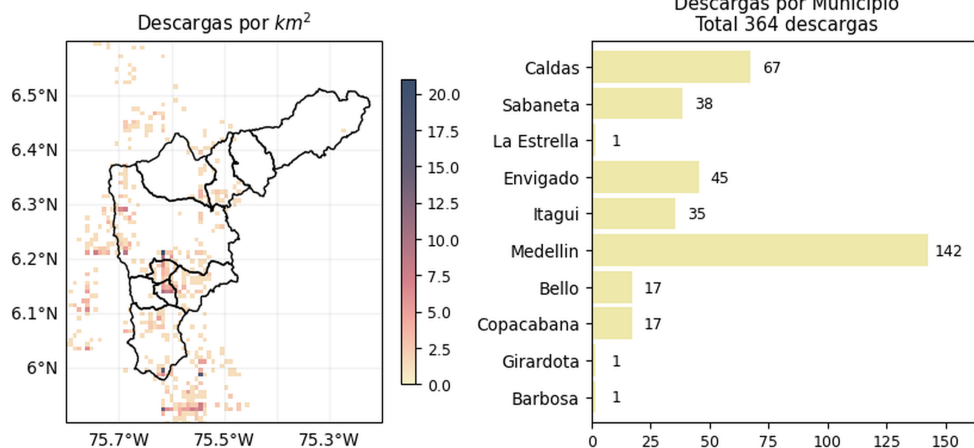 Descargas por km²
6.5°N
6.4°N
6.3°N
6.2°N
6.1°N
6°N
75.7°W
75.5°W
75.3°W
20.0
17.5
15.0
12.5
10.0
7.5
5.0
2.5
0.0
Descargas por Municipio
Total 364 descargas
Caldas 67
Sabaneta 38
La Estrella 1
Envigado 45
Itagui 35
Medellin 142
Bello 17
Copacabana 17
Girardota 1
Barbosa 1
0 25 50 75 100 125 150